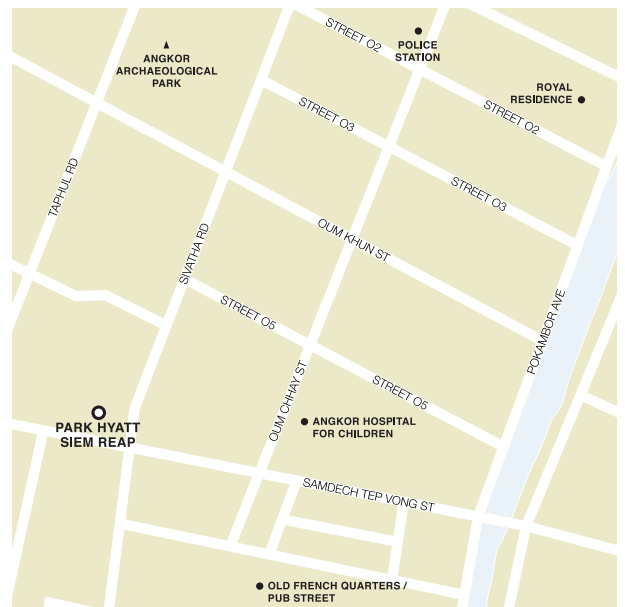 STREET O2
POLICE
STATION
ANGKOR
ARCHAEOLOGICAL
PARK
ROYAL
RESIDENCE
STREET O2
STREET O3
TAPHUL RD
STREET O3
OUM KHUN ST
SIVATHA RD
STREET O5
POKAMBOR AVE
OUM CHHAY ST
STREET O5
PARK HYATT
SIEM REAP
ANGKOR HOSPITAL
FOR CHILDREN
SAMDECH TEP VONG ST
OLD FRENCH QUARTERS /
PUB STREET